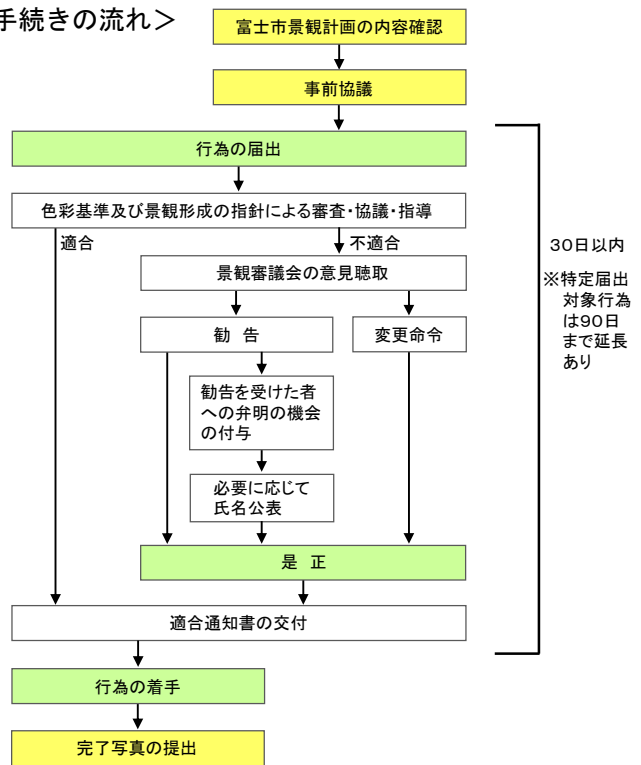 手続きの流れ＞
富士市景観計画の内容確認
事前協議
行為の届出
色彩基準及び景観形成の指針による審査・協議・指導
適合
不適合
景観審議会の意見聴取
勧 告
変更命令
勧告を受けた者
への弁明の機会
の付与
必要に応じて
氏名公表
是 正
適合通知書の交付
行為の着手
完了写真の提出
30日以内
※特定届出
対象行為
は90日
まで延長
あり